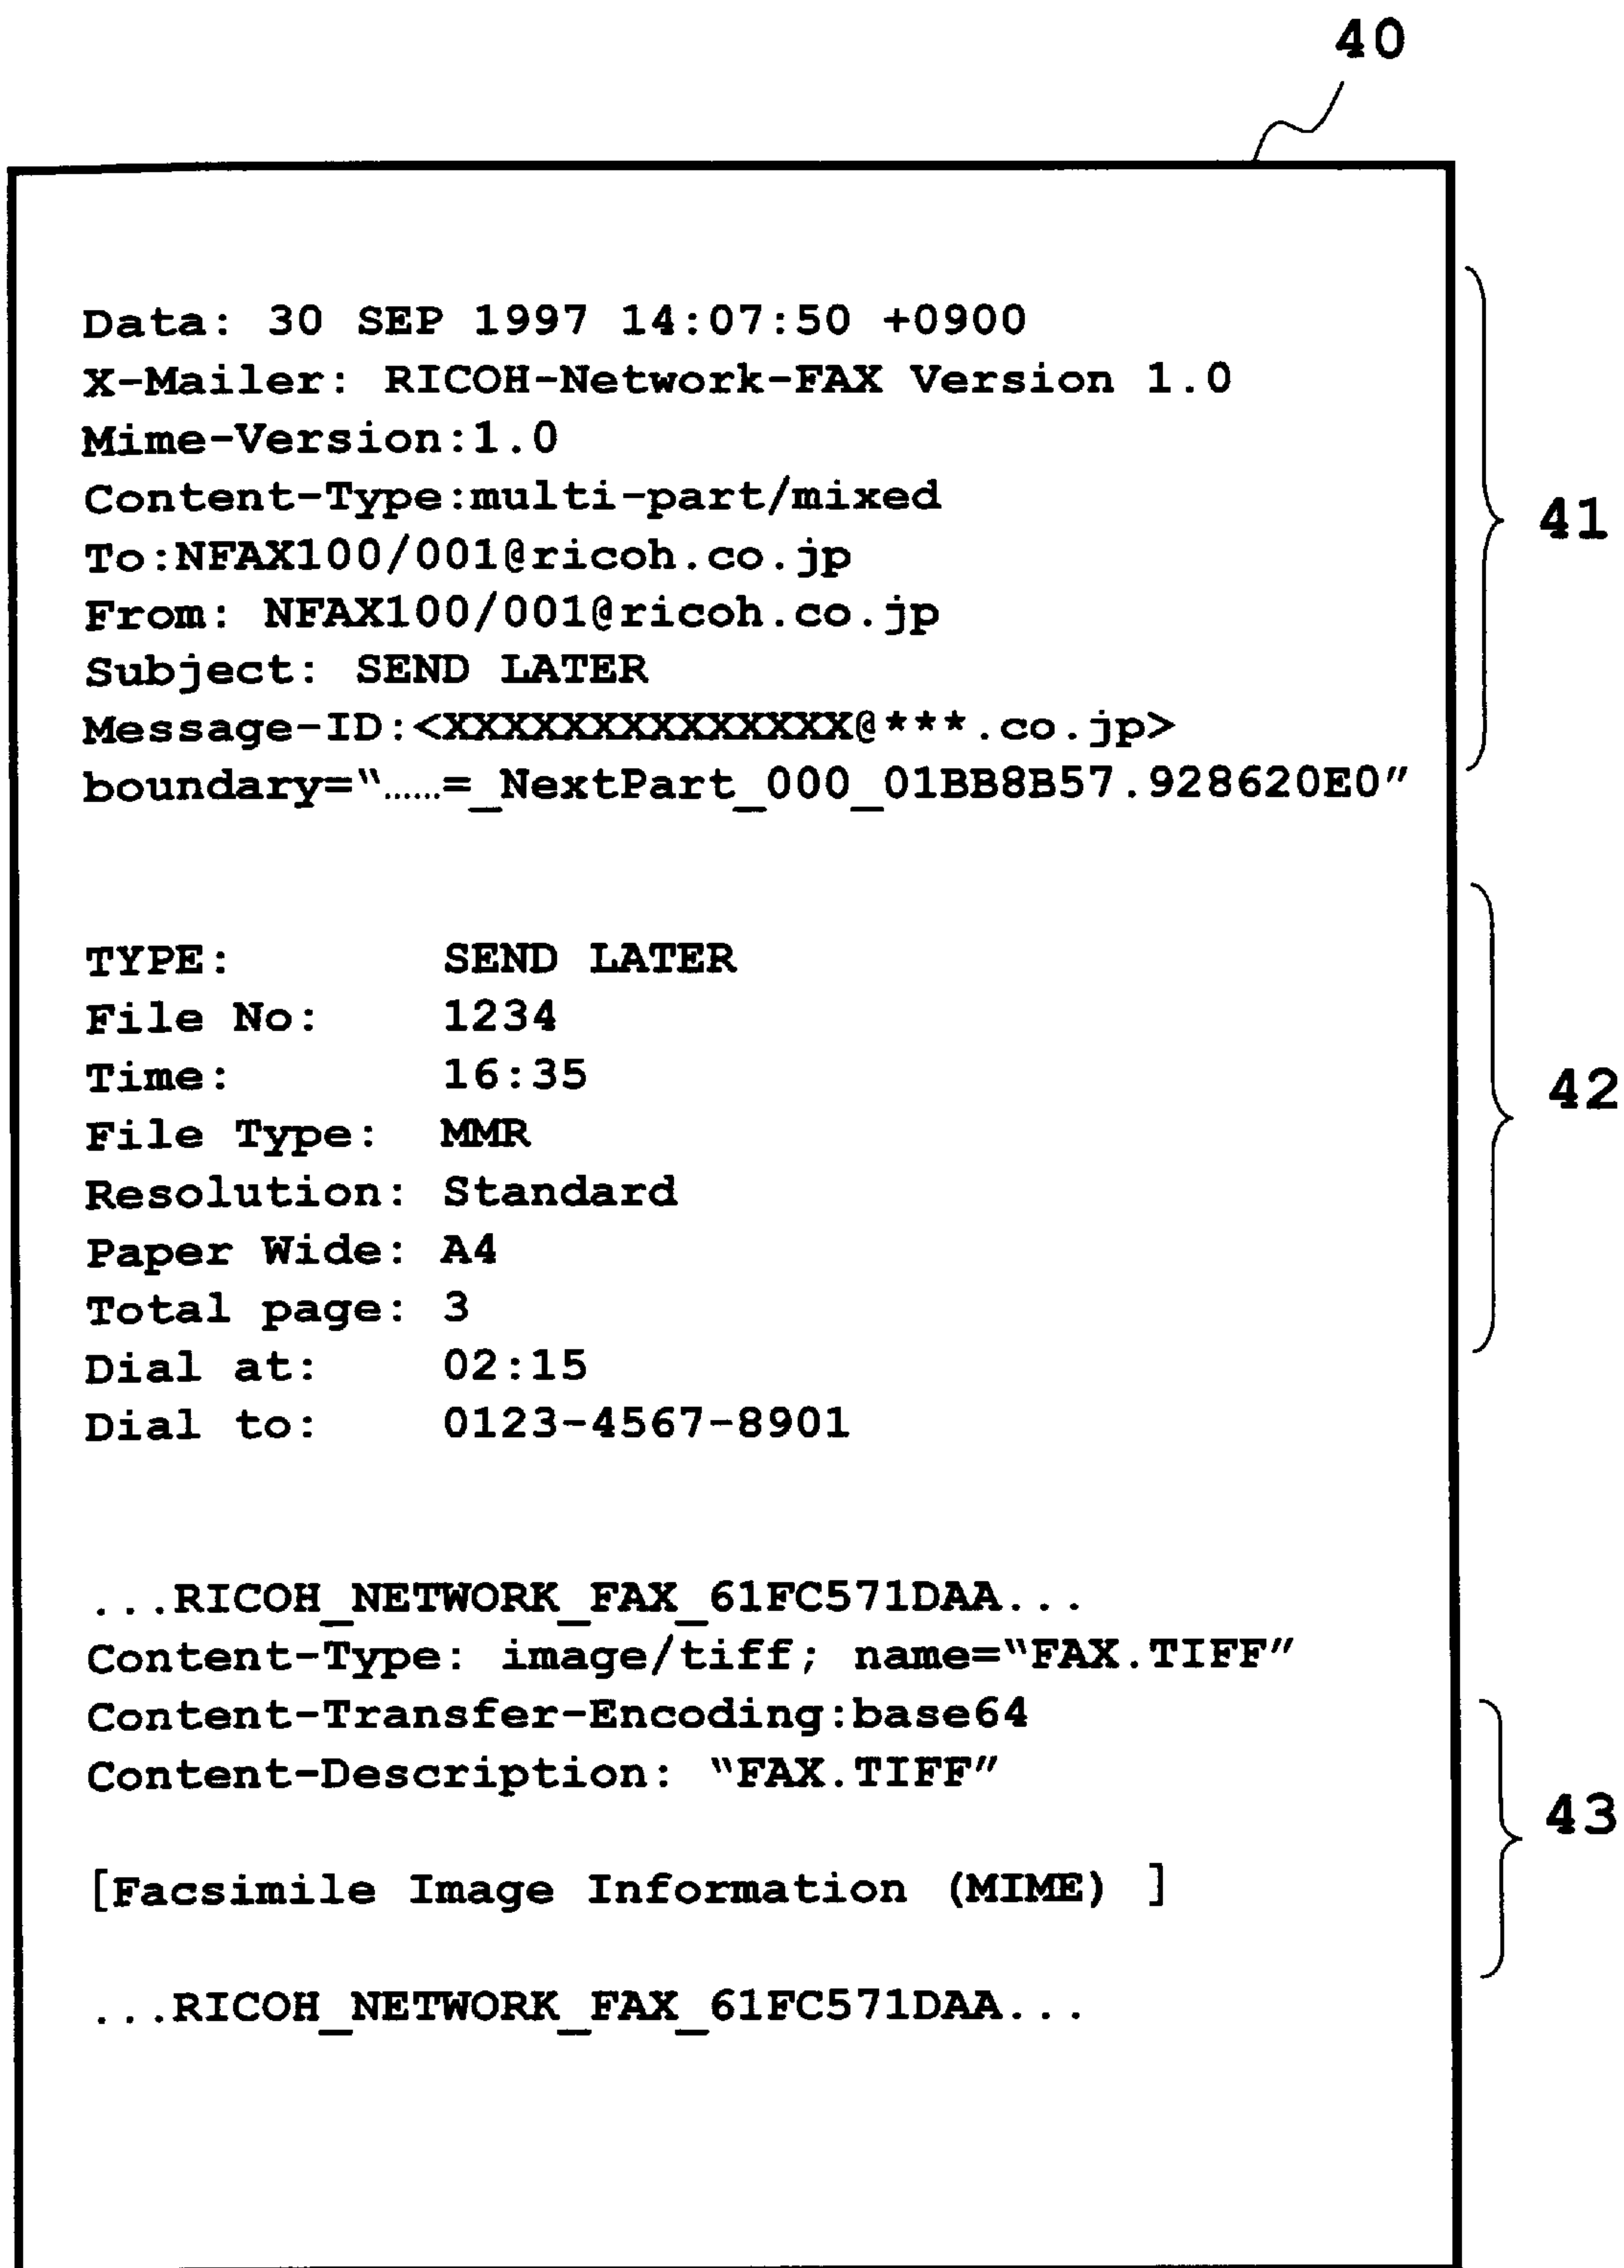 40
Data: 30 SEP 1997 14:07:50 +0900
X-Mailer: RICOH-Network-FAX Version 1.0
Mime-Version:1.0
Content-Type:multi-part/mixed
To:NFAX100/001@ricoh.co.jp
41
From: NFAX100/001@ricoh.co.jp
Subject: SEND LATER
Message-ID:<XXXXXXXXXXXXXX@***.co.jp>
boundary="......=_NextPart_000_01BB8B57.928620E0"
TYPE: SEND LATER
File No: 1234
Time: 16:35
42
File Type: MMR
Resolution: Standard
Paper Wide: A4
Total page: 3
Dial at: 02:15
Dial to: 0123-4567-8901
...RICOH_NETWORK_FAX_61FC571DAA...
Content-Type: image/tiff; name="FAX.TIFF"
Content-Transfer-Encoding:base64
Content-Description: "FAX.TIFF"
43
[Facsimile Image Information (MIME) ]
...RICOH_NETWORK_FAX_61FC571DAA...